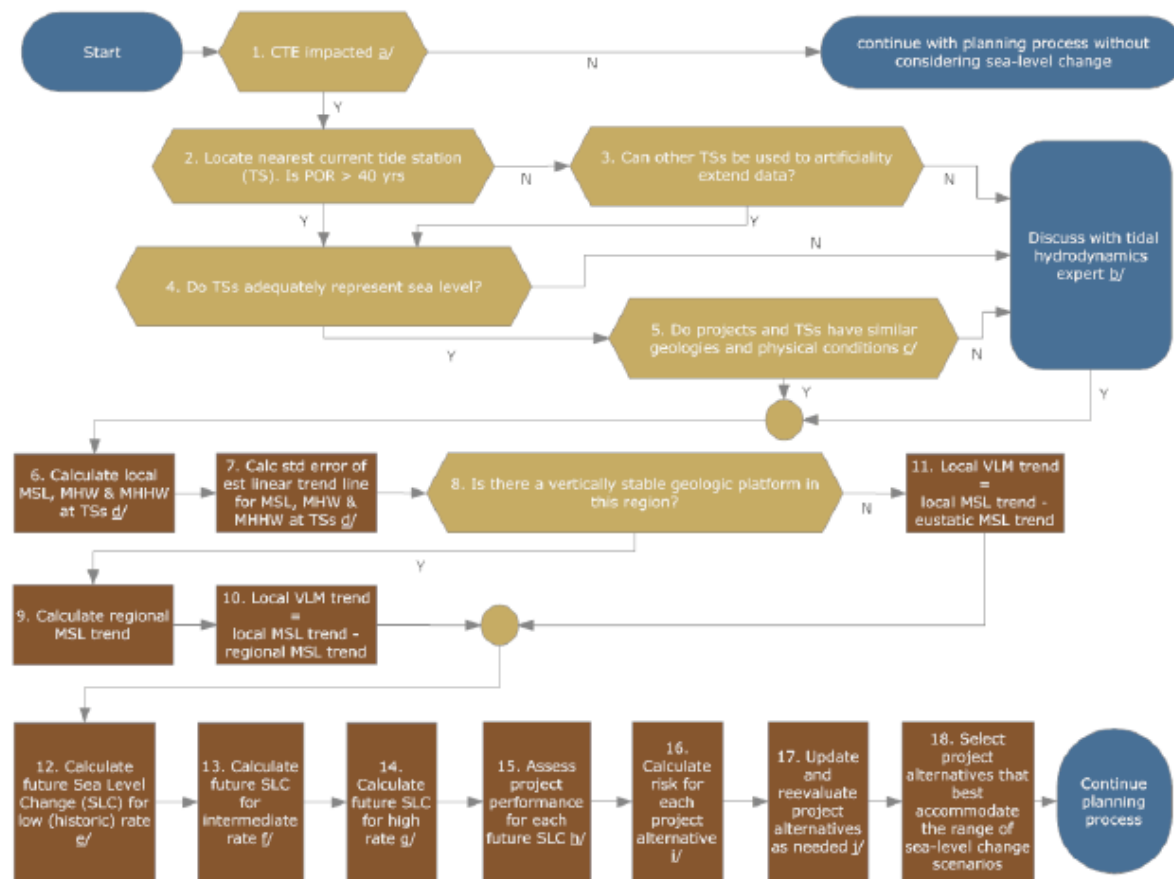 Start
1. CTE impacted a/
N
continue with planning process without
considering sea-level change
Y
2. Locate nearest current tide station
(TS). Is POR > 40 yrs
N
3. Can other TSs be used to artificiality
extend data?
N
Y
Y
Discuss with tidal
hydrodynamics
expert b/
4. Do TSs adequately represent sea level?
N
Y
5. Do projects and TSs have similar
geologies and physical conditions c/
N
Y
Y
6. Calculate local
MSL, MHW & MHHW
at TSs d/
7. Calc std error of
est linear trend line
for MSL, MHW &
MHHW at TSs d/
8. Is there a vertically stable geologic platform in
this region?
N
11. Local VLM trend
=
local MSL trend -
eustatic MSL trend
Y
9. Calculate regional
MSL trend
10. Local VLM trend
=
local MSL trend -
regional MSL trend
12. Calculate
future Sea Level
Change (SLC) for
low (historic) rate
e/
13. Calculate
future SLC
for
intermediate
rate f/
14.
Calculate
future SLC
for high
rate g/
15. Assess
project
performance
for each
future SLC h/
16.
Calculate
risk for
each
project
alternative
i/
17. Update
and
reevaluate
project
alternatives
as needed j/
18. Select
project
alternatives that
best
accommodate
the range of
sea-level change
scenarios
Continue
planning
process